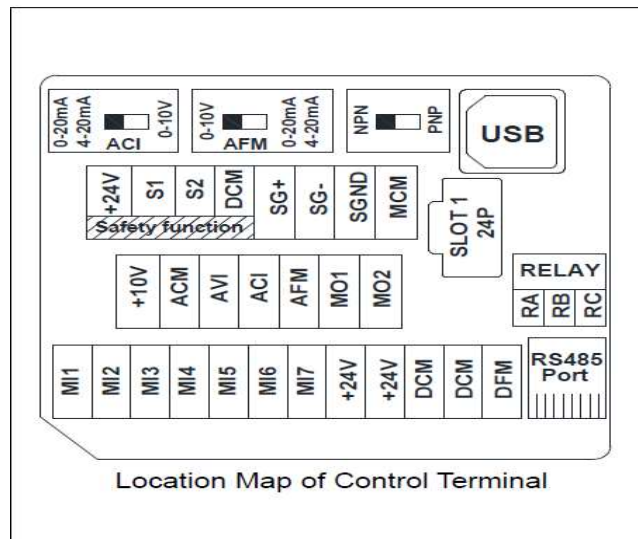 0-20mA 4-20mA ACI 0-10V
0-10V AFM 0-20mA 4-20mA
NPN PNP
USB
+24V S1 S2 DCM SG+ SG- SGND MCM
Safety function
SLOT 1 24P
+10V ACM AVI ACI AFM MO1 MO2
RELAY
RA RB RC
MI1 MI2 MI3 MI4 MI5 MI6 MI7 +24V +24V DCM DCM DFM
RS485
Port
Location Map of Control Terminal